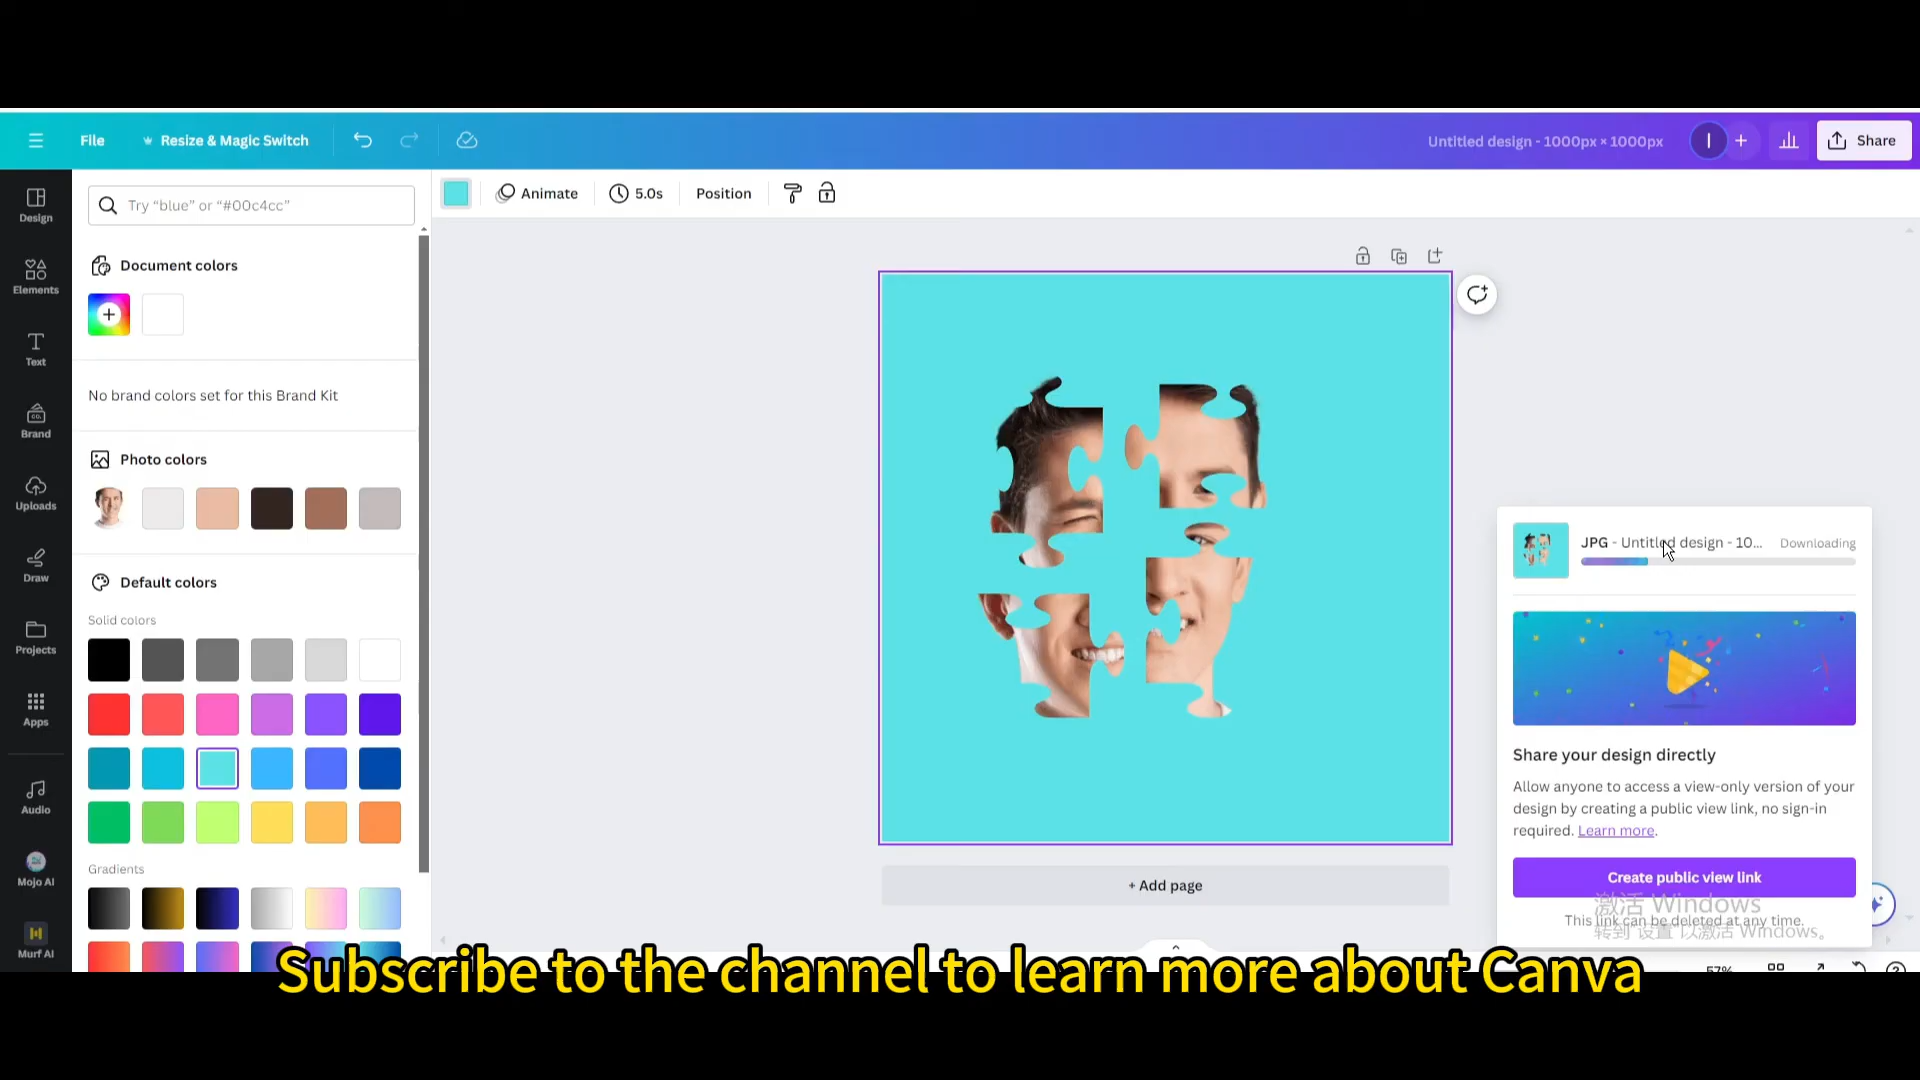 File
Resize & Magic Switch
Untitled design - 1000px × 1000px
I
+
Share
Design
Elements
Text
Brand
Uploads
Draw
Projects
Apps
Audio
Mojo AI
Murf AI
Try “blue” or “#00c4cc”
Document colors
No brand colors set for this Brand Kit
Photo colors
Default colors
Solid colors
Gradients
Animate
5.0s
Position
+ Add page
JPG - Untitled design - 10...
Downloading
Share your design directly
Allow anyone to access a view-only version of your
design by creating a public view link, no sign-in
required. Learn more.
Create public view link
激活 Windows
This link can be deleted at any time.
转到"设置"以激活 Windows。
57%
Subscribe to the channel to learn more about Canva